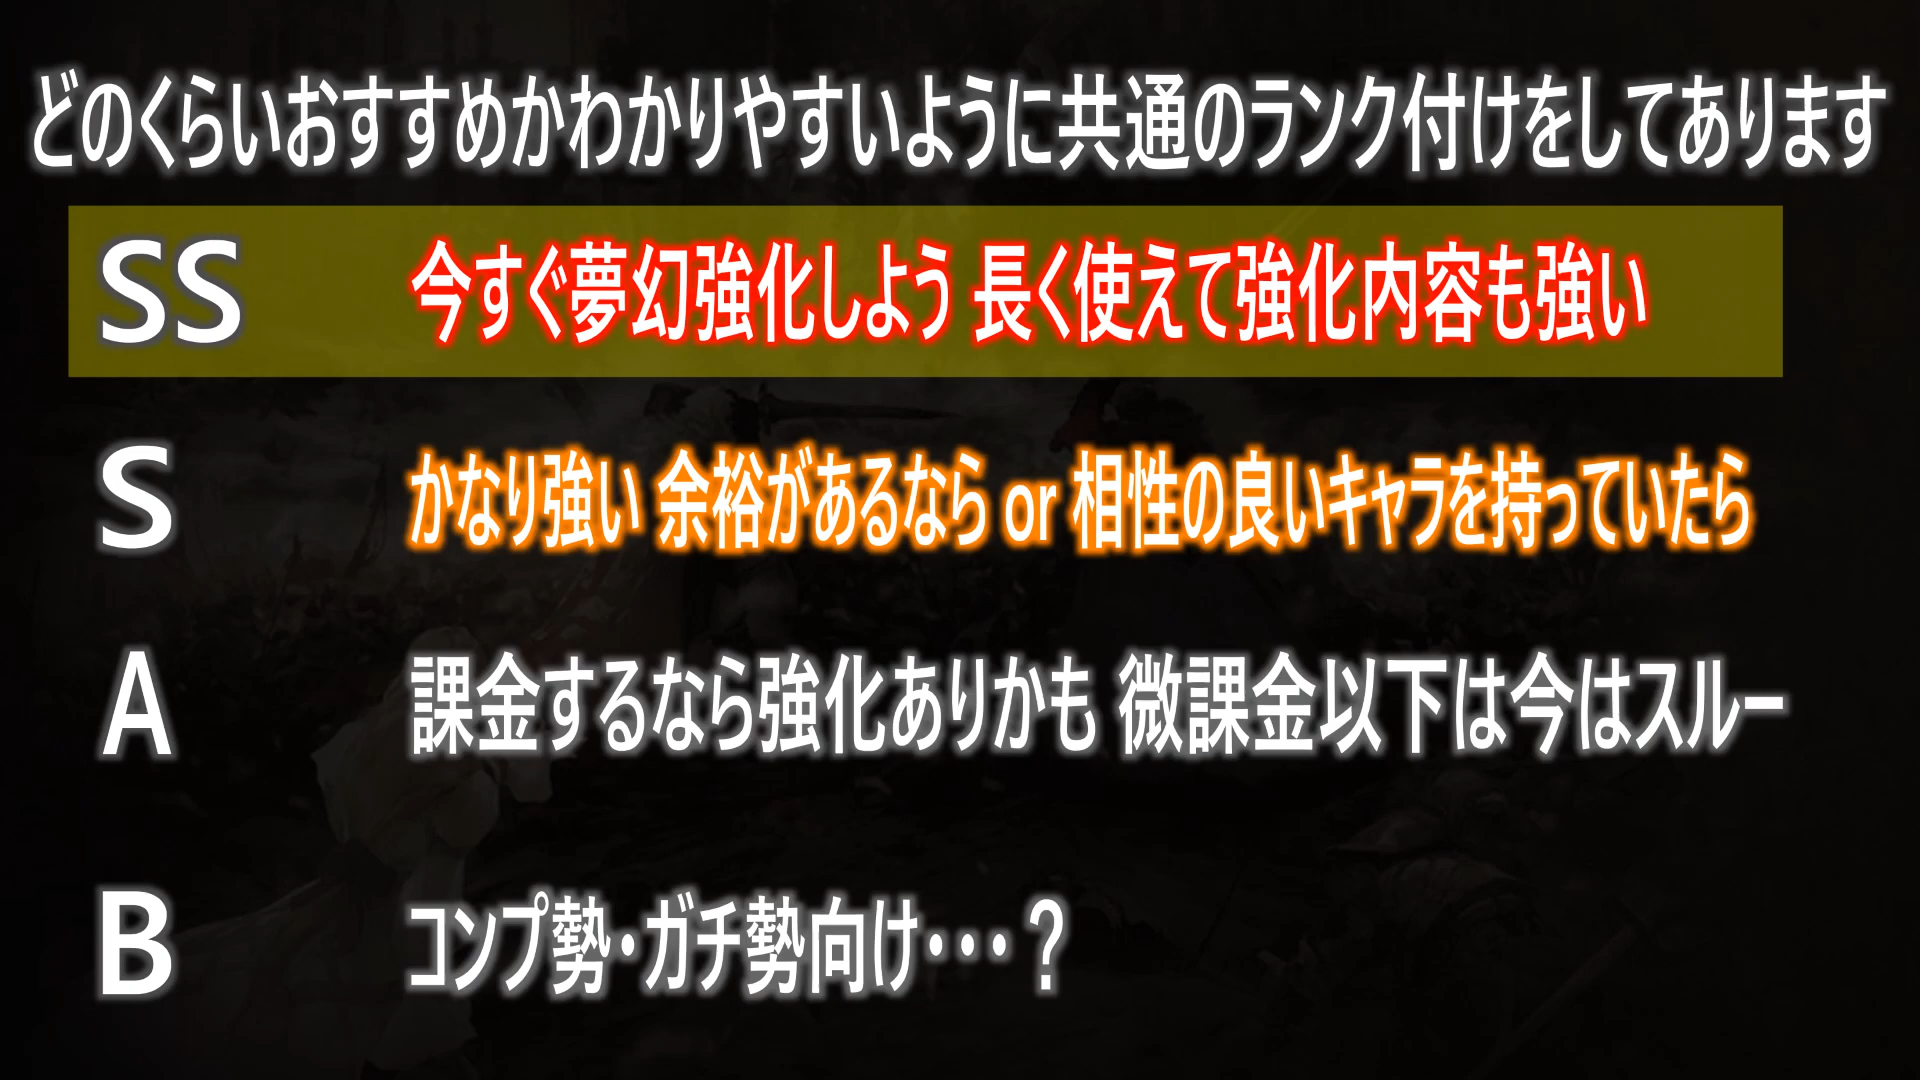 どのくらいおすすめかわかりやすいように共通のランク付けをしてあります
SS 今すぐ夢幻強化しよう 長く使えて強化内容も強い
S かなり強い 余裕があるなら or 相性の良いキャラを持っていたら
A 課金するなら強化ありかも 微課金以下は今はスルー
B コンプ勢・ガチ勢向け・・・？